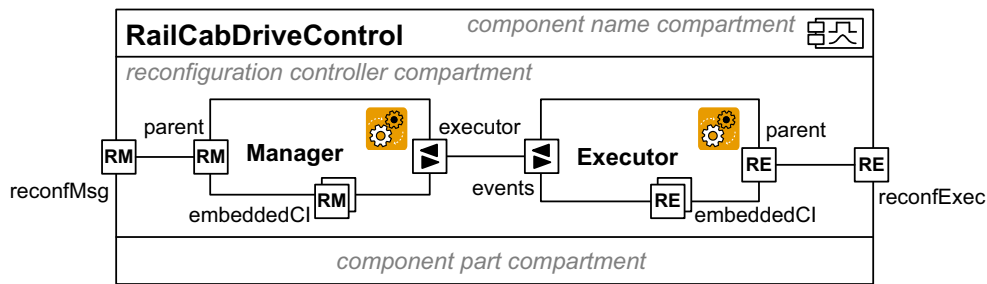 RailCabDriveControl
component name compartment
reconfiguration controller compartment
parent
executor
parent
RM
RM
Manager
Executor
RE
RE
reconfMsg
RM
events
RE
reconfExec
embeddedCI
embeddedCI
component part compartment